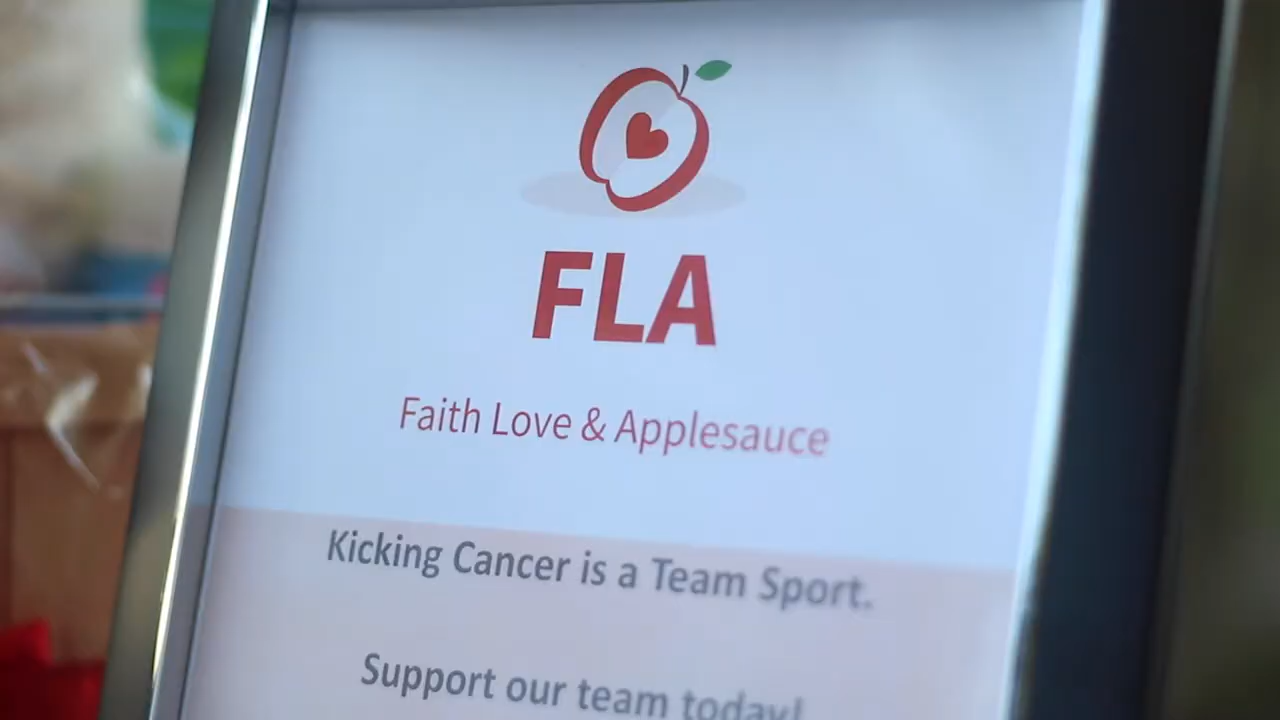 FLA
Faith Love & Applesauce
Kicking Cancer is a Team Sport.
Support our team today!